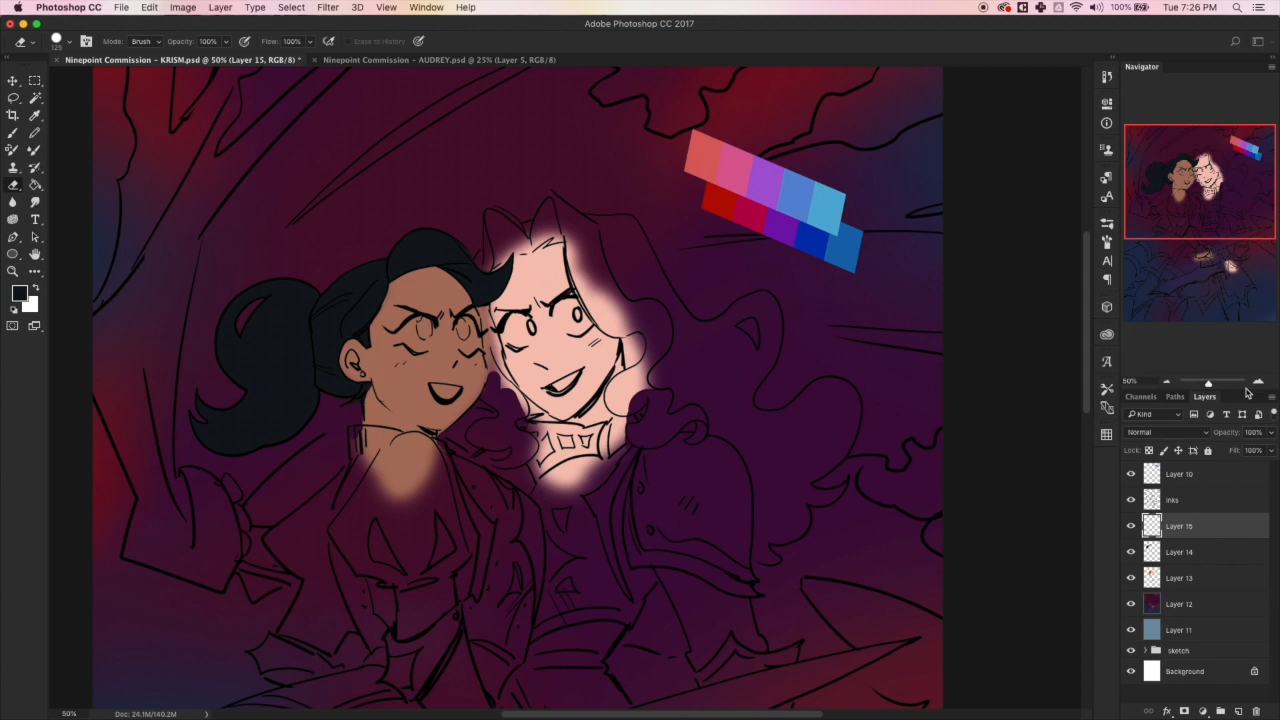 Photoshop CC File Edit Image Layer Type Select Filter 3D View Window Help 100% Tue 7:26 PM
Adobe Photoshop CC 2017
125 Mode: Brush Opacity: 100% Flow: 100% Erase to History
Ninepoint Commission – KRISM.psd @ 50% (Layer 15, RGB/8) * Ninepoint Commission – AUDREY.psd @ 25% (Layer 5, RGB/8)
Navigator
50%
Channels Paths Layers
Kind
Normal Opacity: 100%
Lock: Fill: 100%
Layer 10
inks
Layer 15
Layer 14
Layer 13
Layer 12
Layer 11
sketch
Background
50% Doc: 24.1M/140.2M